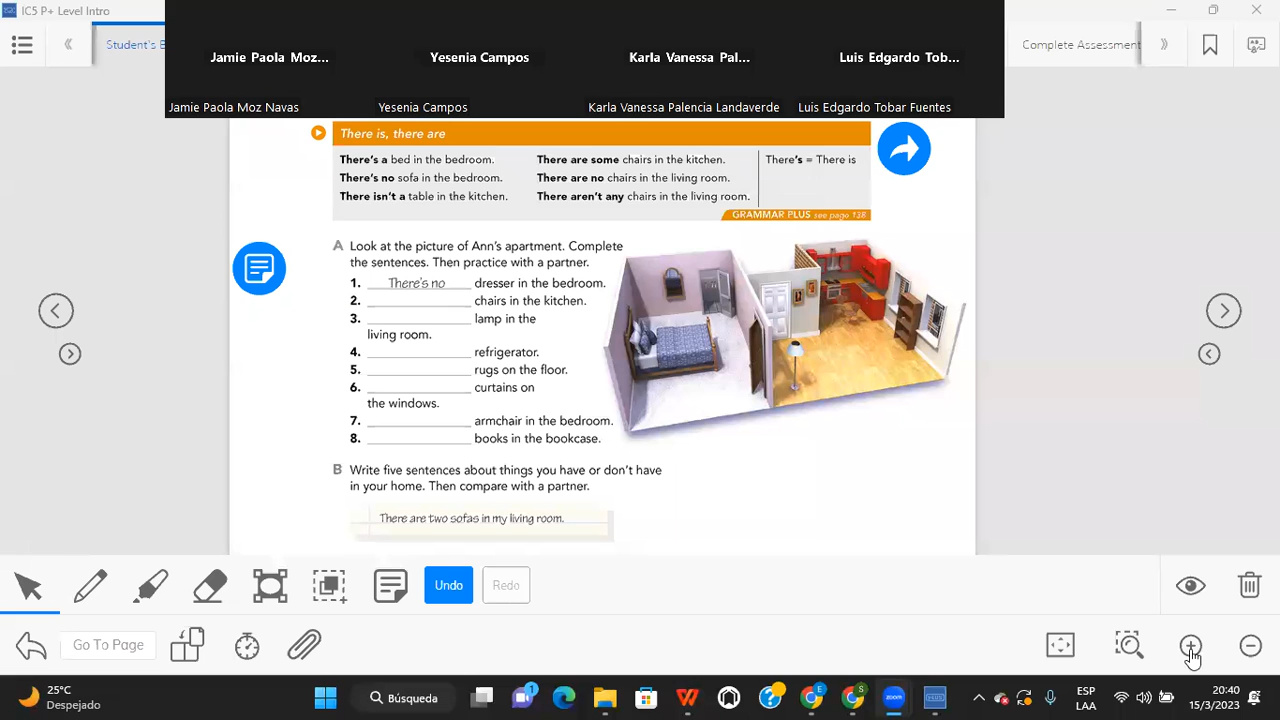 IC5 P+ Level Intro
Student's
Jamie Paola Moz...
Yesenia Campos
Karla Vanessa Pal...
Luis Edgardo Tob...
Complete Assessment
Jamie Paola Moz Navas
Yesenia Campos
Karla Vanessa Palencia Landaverde
Luis Edgardo Tobar Fuentes
There is, there are
There's a bed in the bedroom.
There's no sofa in the bedroom.
There isn't a table in the kitchen.
There are some chairs in the kitchen.
There are no chairs in the living room.
There aren't any chairs in the living room.
There's = There is
GRAMMAR PLUS see page 138
A Look at the picture of Ann's apartment. Complete
the sentences. Then practice with a partner.
1. There's no dresser in the bedroom.
2. ____________ chairs in the kitchen.
3. ____________ lamp in the
living room.
4. ____________ refrigerator.
5. ____________ rugs on the floor.
6. ____________ curtains on
the windows.
7. ____________ armchair in the bedroom.
8. ____________ books in the bookcase.
B Write five sentences about things you have or don't have
in your home. Then compare with a partner.
There are two sofas in my living room.
Undo
Redo
Go To Page
25°C
Despejado
Búsqueda
1
E
S
zoom
ESP
LAA
20:40
15/3/2023